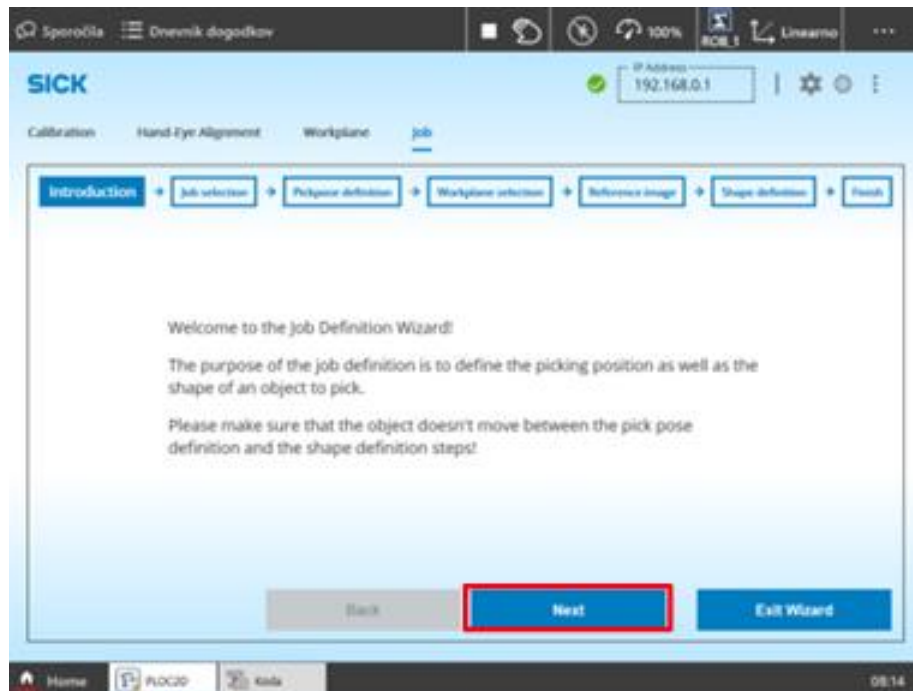 Sporočila Dnevnik dogodkov 100% ROB_1 Linearno ...
SICK IP Address
192.168.0.1
Calibration Hand-Eye Alignment Workplane Job
Introduction Job selection Pickpose definition Workplane selection Reference image Shape definition Finish
Welcome to the Job Definition Wizard!
The purpose of the job definition is to define the picking position as well as the
shape of an object to pick.
Please make sure that the object doesn't move between the pick pose
definition and the shape definition steps!
Back Next Exit Wizard
Home PLOC2D Koda 08:14